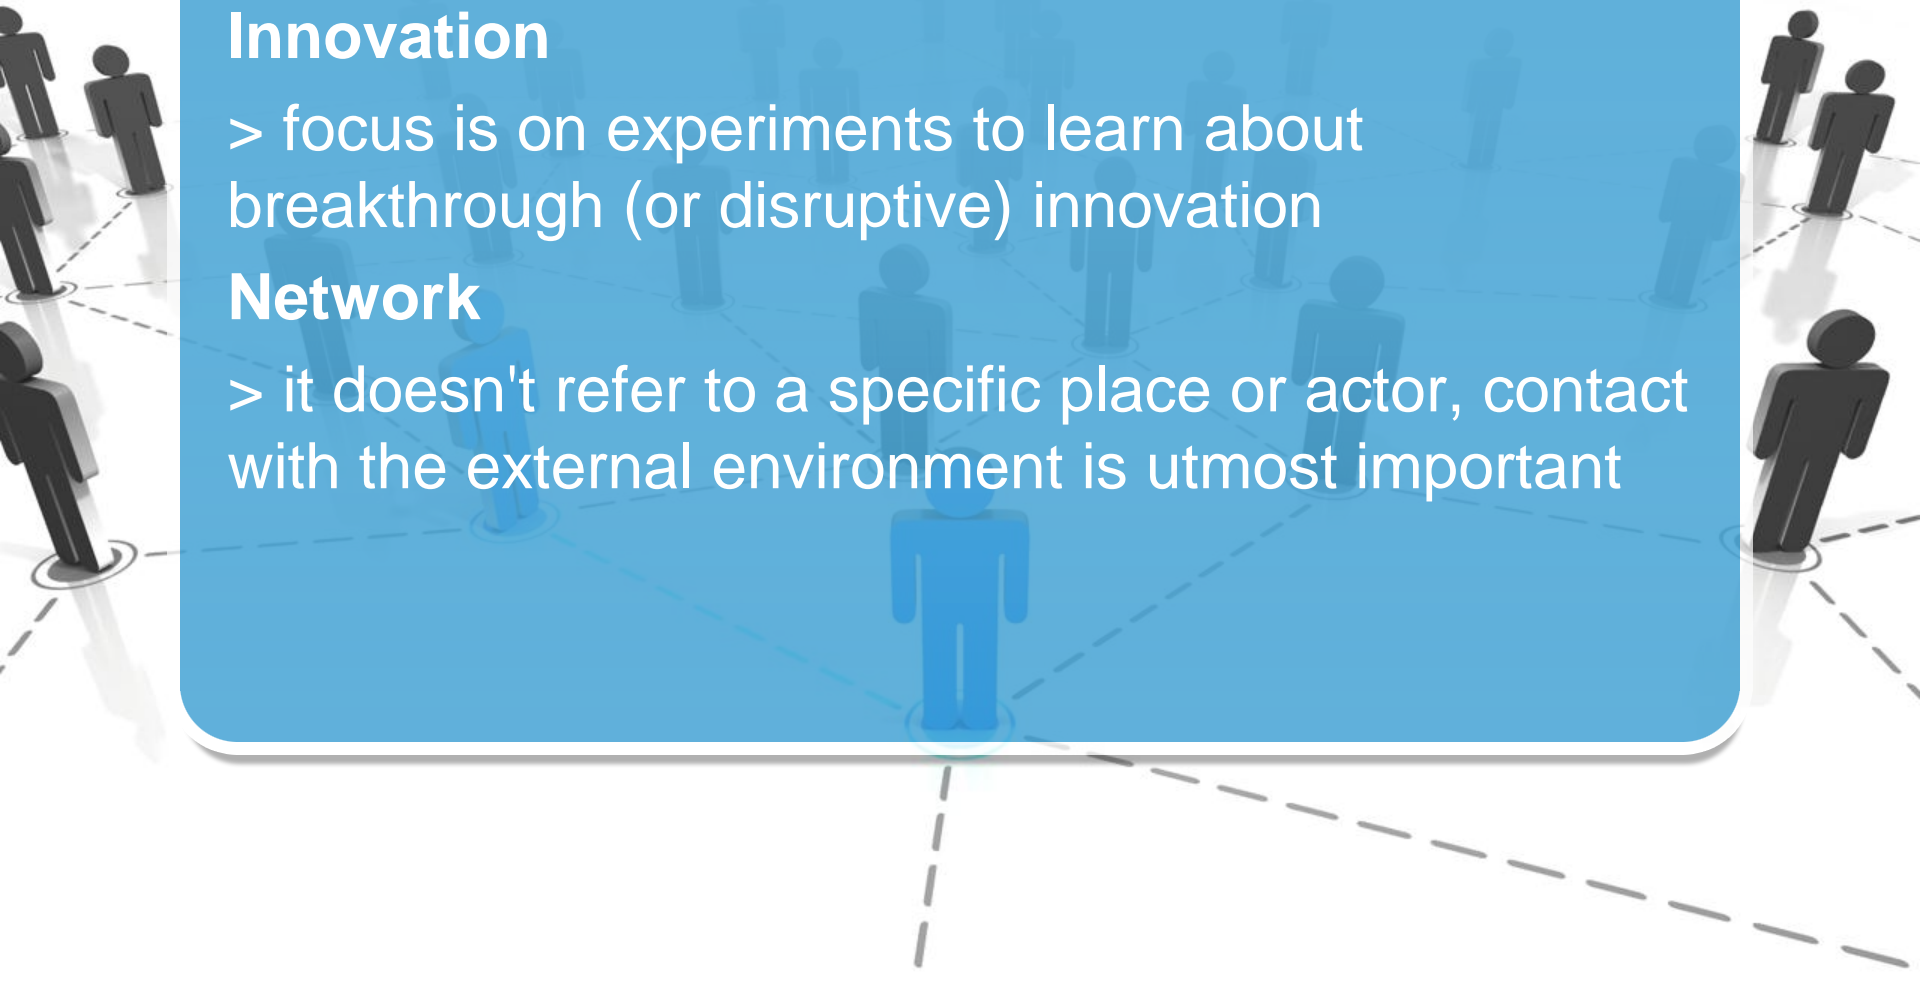 Innovation
> focus is on experiments to learn about
breakthrough (or disruptive) innovation
Network
> it doesn't refer to a specific place or actor, contact
with the external environment is utmost important